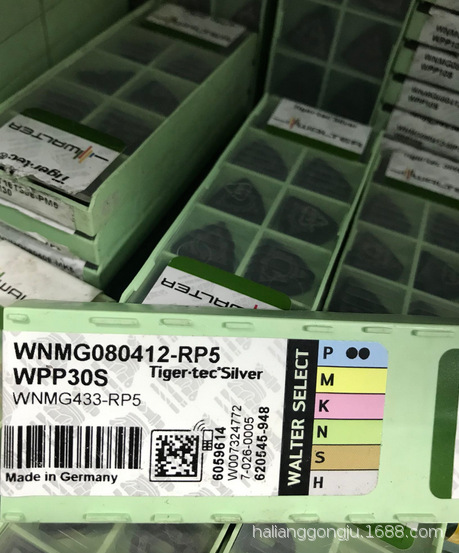 WALTER
Tiger·tec®
WALTER
WNMG080412-RP5
WPP30S
Tiger·tec®Silver
WNMG433-RP5
Made in Germany
6059614
W007324772
7-026-0005
620545-948
WALTER SELECT
P
M
K
N
S
H
halianggongju.1688.com